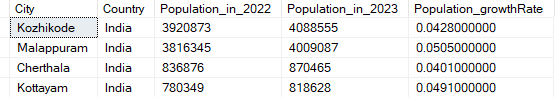 City Country Population_in_2022 Population_in_2023 Population_growthRate
Kozhikode India 3920873 4088555 0.0428000000
Malappuram India 3816345 4009087 0.0505000000
Cherthala India 836876 870465 0.0401000000
Kottayam India 780349 818628 0.0491000000